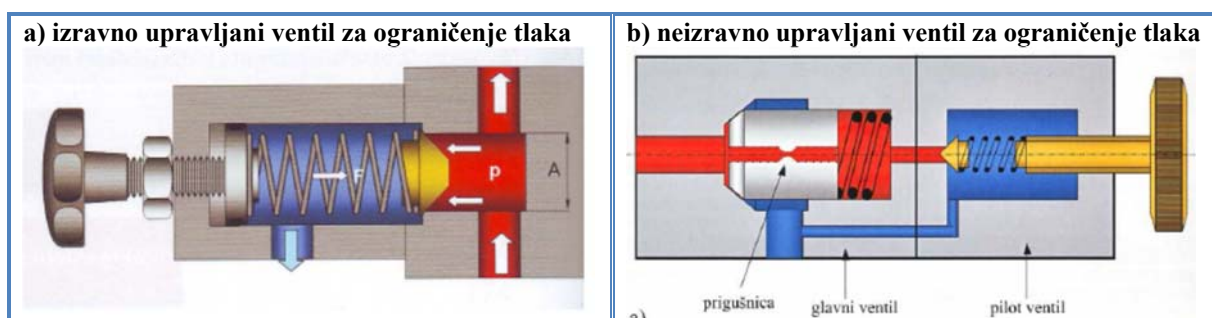 a) izravno upravljani ventil za ograničenje tlaka
F
p
A
b) neizravno upravljani ventil za ograničenje tlaka
prigušnica
glavni ventil
pilot ventil
a)